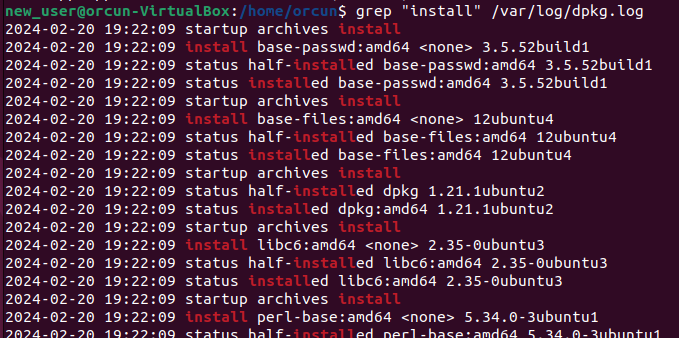 new_user@orcun-VirtualBox:/home/orcun$ grep "install" /var/log/dpkg.log
2024-02-20 19:22:09 startup archives install
2024-02-20 19:22:09 install base-passwd:amd64 <none> 3.5.52build1
2024-02-20 19:22:09 status half-installed base-passwd:amd64 3.5.52build1
2024-02-20 19:22:09 status installed base-passwd:amd64 3.5.52build1
2024-02-20 19:22:09 startup archives install
2024-02-20 19:22:09 install base-files:amd64 <none> 12ubuntu4
2024-02-20 19:22:09 status half-installed base-files:amd64 12ubuntu4
2024-02-20 19:22:09 status installed base-files:amd64 12ubuntu4
2024-02-20 19:22:09 startup archives install
2024-02-20 19:22:09 status half-installed dpkg 1.21.1ubuntu2
2024-02-20 19:22:09 status installed dpkg:amd64 1.21.1ubuntu2
2024-02-20 19:22:09 startup archives install
2024-02-20 19:22:09 install libc6:amd64 <none> 2.35-0ubuntu3
2024-02-20 19:22:09 status half-installed libc6:amd64 2.35-0ubuntu3
2024-02-20 19:22:09 status installed libc6:amd64 2.35-0ubuntu3
2024-02-20 19:22:09 startup archives install
2024-02-20 19:22:09 install perl-base:amd64 <none> 5.34.0-3ubuntu1
2024-02-20 19:22:09 status half-installed perl-base:amd64 5.34.0-3ubuntu1